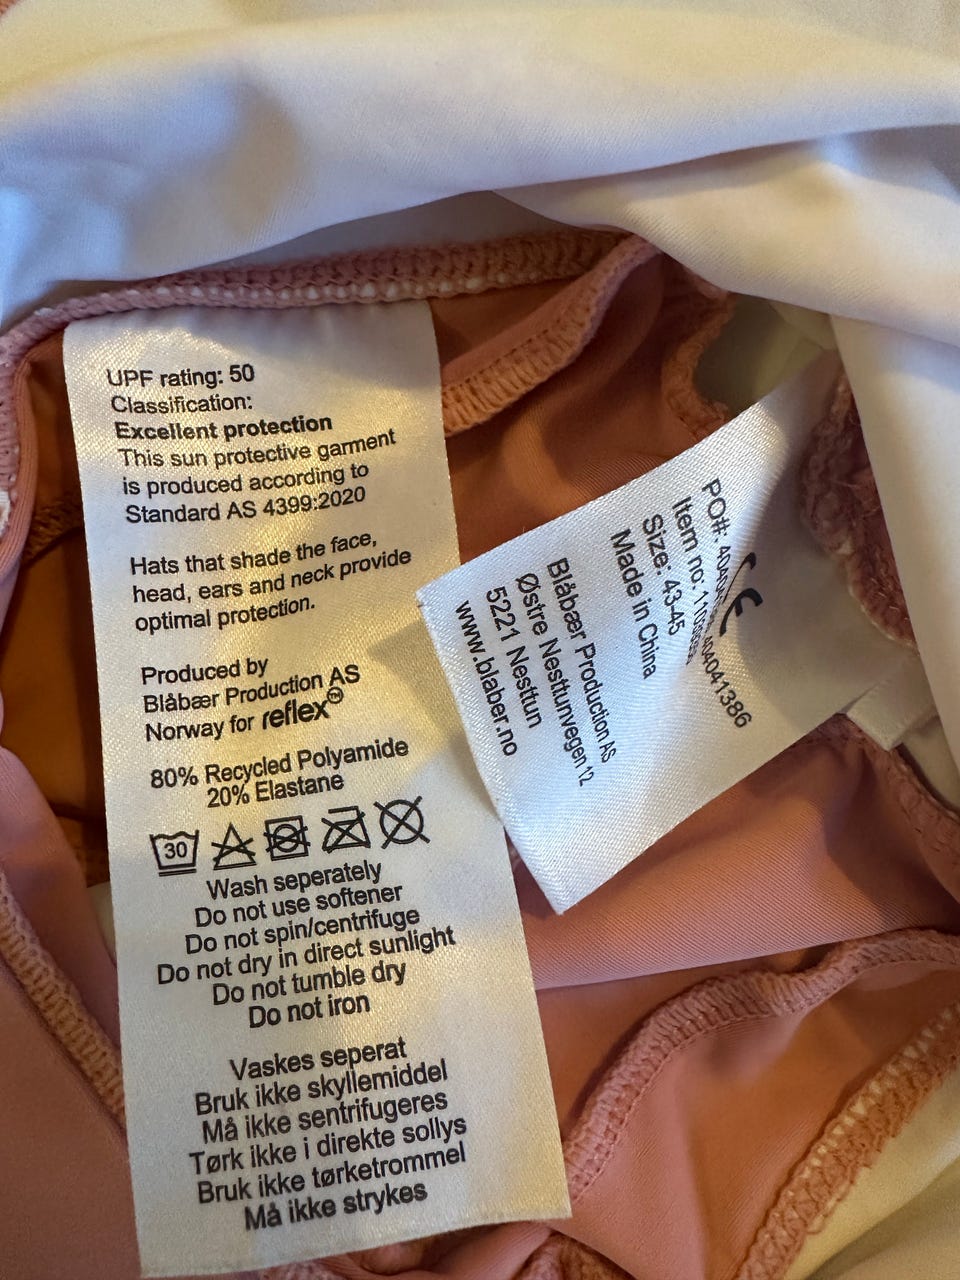 UPF rating: 50
Classification:
Excellent protection
This sun protective garment
is produced according to
Standard AS 4399:2020
Hats that shade the face,
head, ears and neck provide
optimal protection.
Produced by
Blåbær Production AS
Norway for reflex™
80% Recycled Polyamide
20% Elastane
30
Wash seperately
Do not use softener
Do not spin/centrifuge
Do not dry in direct sunlight
Do not tumble dry
Do not iron
Vaskes seperat
Bruk ikke skyllemiddel
Må ikke sentrifugeres
Tørk ikke i direkte sollys
Bruk ikke tørketrommel
Må ikke strykes
CE
PO#:
Item no:
Size: 43-45
Made in China
Blåbær Production AS
Østre Nesttunvegen 12
5221 Nesttun
www.blaber.no